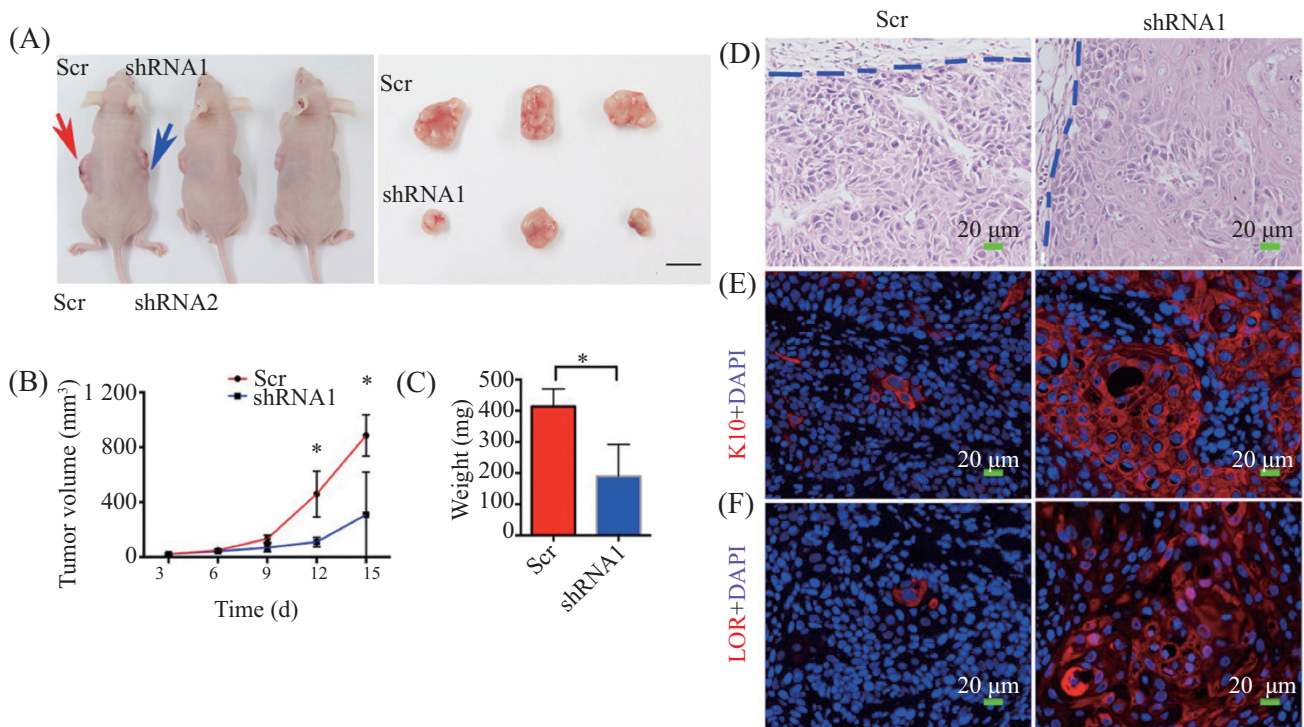 (A)
Scr shRNA1
Scr
shRNA1
Scr shRNA2
(B)
Tumor volume (mm³)
1 200
800
400
0
3 6 9 12 15
Time (d)
Scr
shRNA1
*
*
(C)
Weight (mg)
500
400
300
200
100
0
*
Scr
shRNA1
Scr shRNA1
(D)
20 µm
20 µm
(E)
K10+DAPI
20 µm
20 µm
(F)
LOR+DAPI
20 µm
20 µm